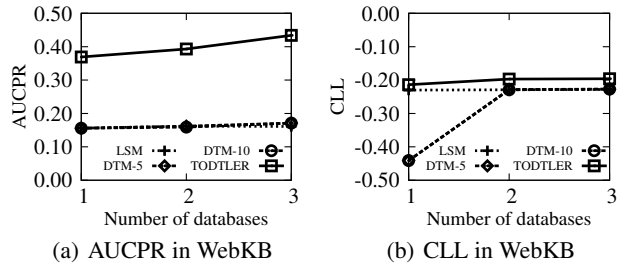 0.50
0.40
0.30
0.20
0.10
0.00
AUCPR
LSM
DTM-5
DTM-10
TODTLER
1 2 3
Number of databases
(a) AUCPR in WebKB
-0.00
-0.10
-0.20
-0.30
-0.40
-0.50
CLL
LSM
DTM-5
DTM-10
TODTLER
1 2 3
Number of databases
(b) CLL in WebKB